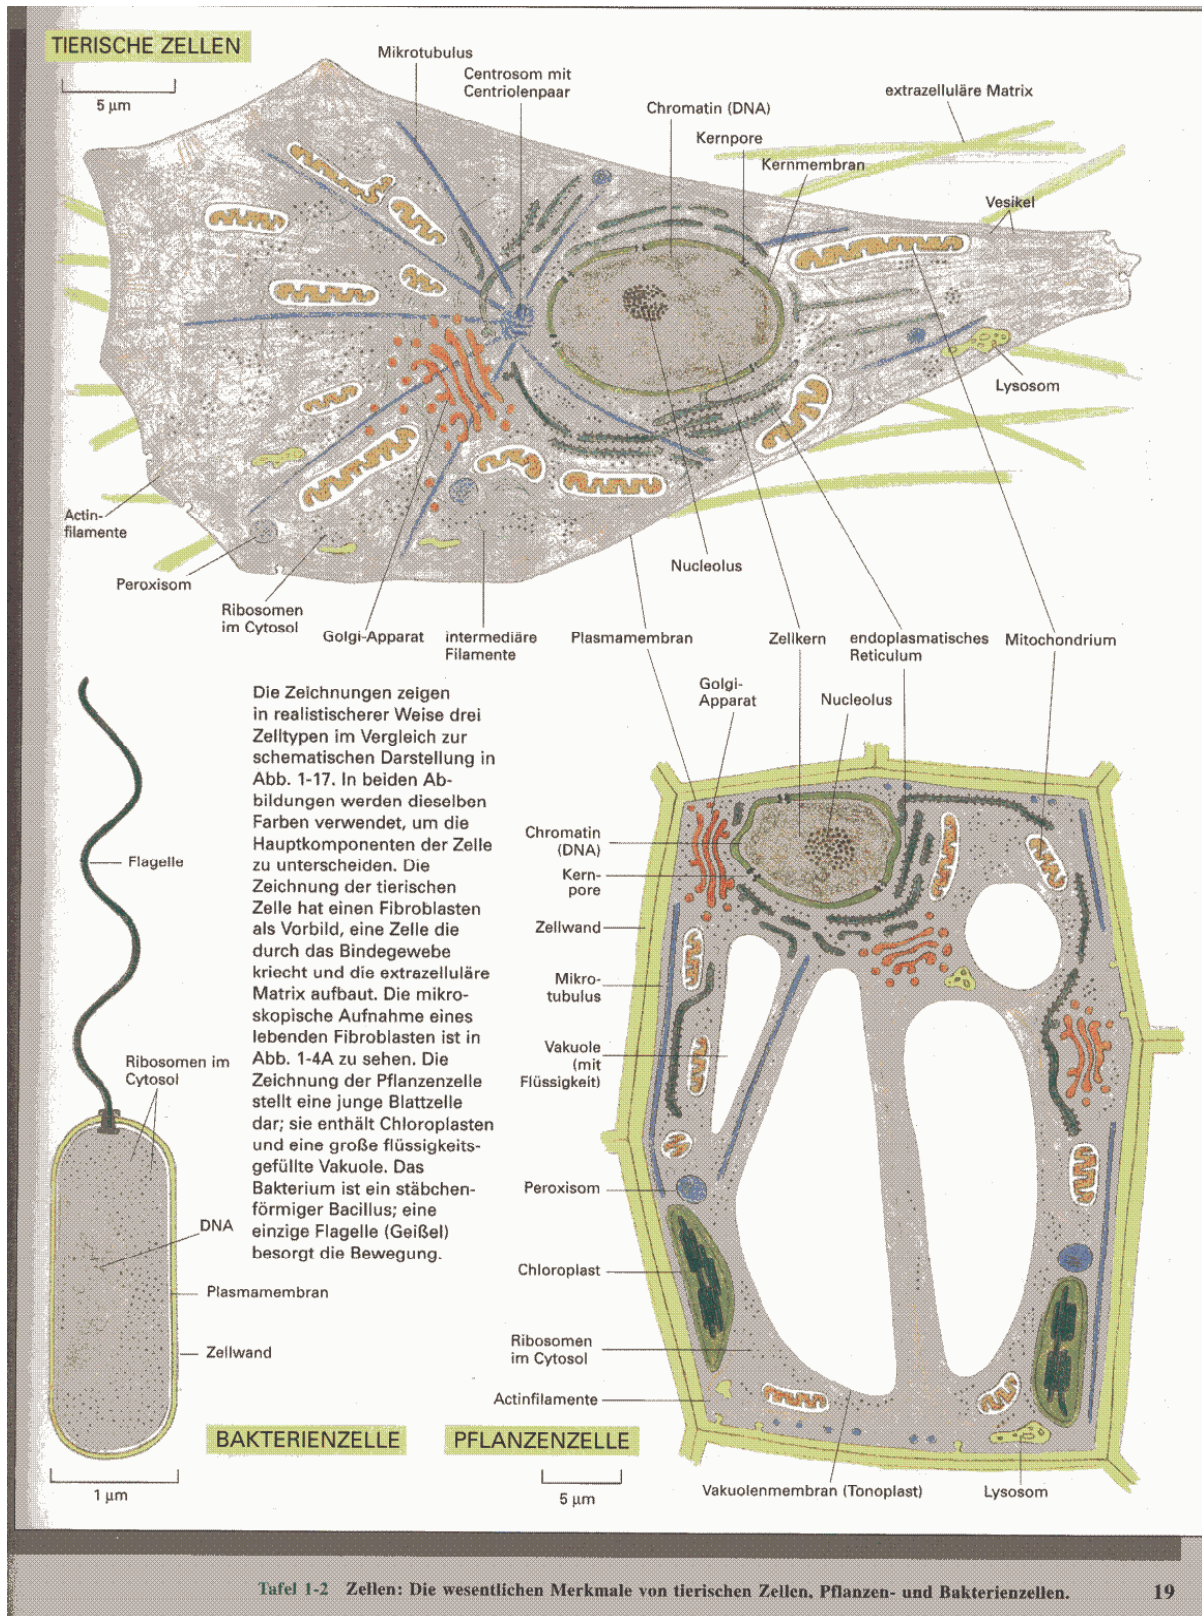 TIERISCHE ZELLEN
5 µm
Mikrotubulus
Centrosom mit
Centriolenpaar
Chromatin (DNA)
Kernpore
Kernmembran
extrazelluläre Matrix
Vesikel
Lysosom
Actin-
filamente
Peroxisom
Ribosomen
im Cytosol
Golgi-Apparat
intermediäre
Filamente
Plasmamembran
Nucleolus
Zellkern
endoplasmatisches
Reticulum
Mitochondrium
Flagelle
Ribosomen im
Cytosol
DNA
Plasmamembran
Zellwand
BAKTERIENZELLE
1 µm
Die Zeichnungen zeigen
in realistischerer Weise drei
Zelltypen im Vergleich zur
schematischen Darstellung in
Abb. 1-17. In beiden Ab-
bildungen werden dieselben
Farben verwendet, um die
Hauptkomponenten der Zelle
zu unterscheiden. Die
Zeichnung der tierischen
Zelle hat einen Fibroblasten
als Vorbild, eine Zelle die
durch das Bindegewebe
kriecht und die extrazelluläre
Matrix aufbaut. Die mikro-
skopische Aufnahme eines
lebenden Fibroblasten ist in
Abb. 1-4A zu sehen. Die
Zeichnung der Pflanzenzelle
stellt eine junge Blattzelle
dar; sie enthält Chloroplasten
und eine große flüssigkeits-
gefüllte Vakuole. Das
Bakterium ist ein stäbchen-
förmiger Bacillus; eine
einzige Flagelle (Geißel)
besorgt die Bewegung.
Golgi-
Apparat
Nucleolus
Chromatin
(DNA)
Kern-
pore
Zellwand
Mikro-
tubulus
Vakuole
(mit
Flüssigkeit)
Peroxisom
Chloroplast
Ribosomen
im Cytosol
Actinfilamente
PFLANZENZELLE
5 µm
Vakuolenmembran (Tonoplast)
Lysosom
Tafel 1-2 Zellen: Die wesentlichen Merkmale von tierischen Zellen, Pflanzen- und Bakterienzellen.
19